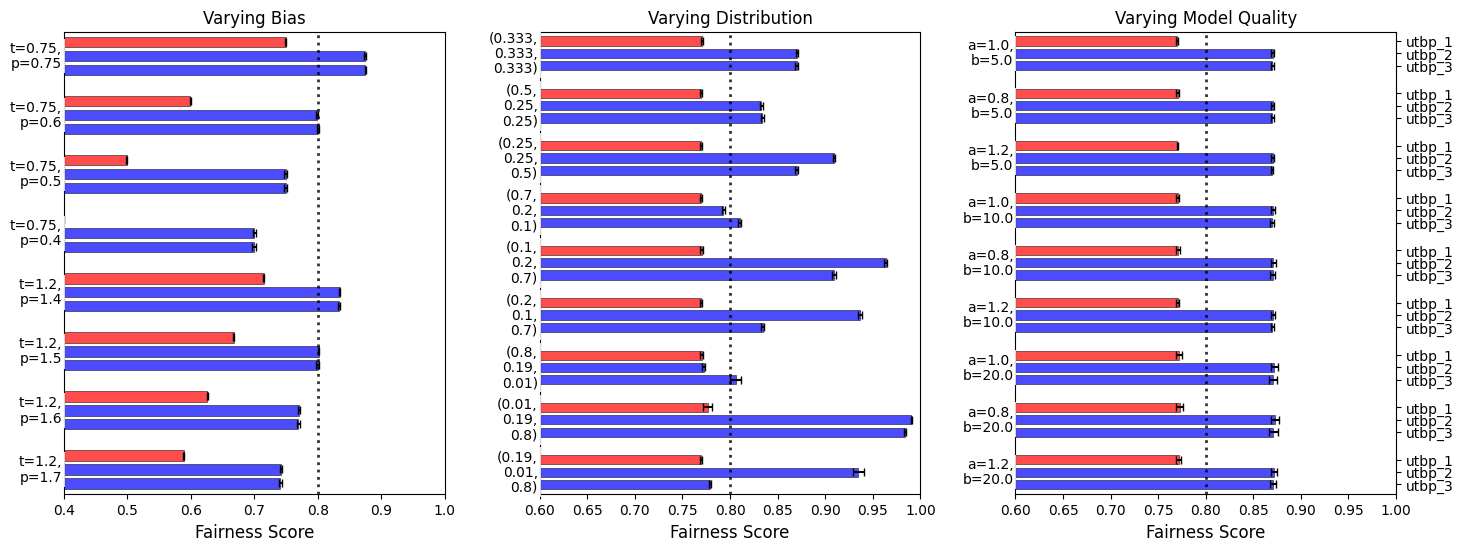 Varying Bias
t=0.75,
p=0.75
t=0.75,
p=0.6
t=0.75,
p=0.5
t=0.75,
p=0.4
t=1.2,
p=1.4
t=1.2,
p=1.5
t=1.2,
p=1.6
t=1.2,
p=1.7
0.4 0.5 0.6 0.7 0.8 0.9 1.0
Fairness Score
Varying Distribution
(0.333,
0.333,
0.333)
(0.5,
0.25,
0.25)
(0.25,
0.25,
0.5)
(0.7,
0.2,
0.1)
(0.1,
0.2,
0.7)
(0.2,
0.1,
0.7)
(0.8,
0.19,
0.01)
(0.01,
0.19,
0.8)
(0.19,
0.01,
0.8)
0.60 0.65 0.70 0.75 0.80 0.85 0.90 0.95 1.00
Fairness Score
Varying Model Quality
a=1.0,
b=5.0
a=0.8,
b=5.0
a=1.2,
b=5.0
a=1.0,
b=10.0
a=0.8,
b=10.0
a=1.2,
b=10.0
a=1.0,
b=20.0
a=0.8,
b=20.0
a=1.2,
b=20.0
utbp_1
utbp_2
utbp_3
utbp_1
utbp_2
utbp_3
utbp_1
utbp_2
utbp_3
utbp_1
utbp_2
utbp_3
utbp_1
utbp_2
utbp_3
utbp_1
utbp_2
utbp_3
utbp_1
utbp_2
utbp_3
utbp_1
utbp_2
utbp_3
utbp_1
utbp_2
utbp_3
0.60 0.65 0.70 0.75 0.80 0.85 0.90 0.95 1.00
Fairness Score